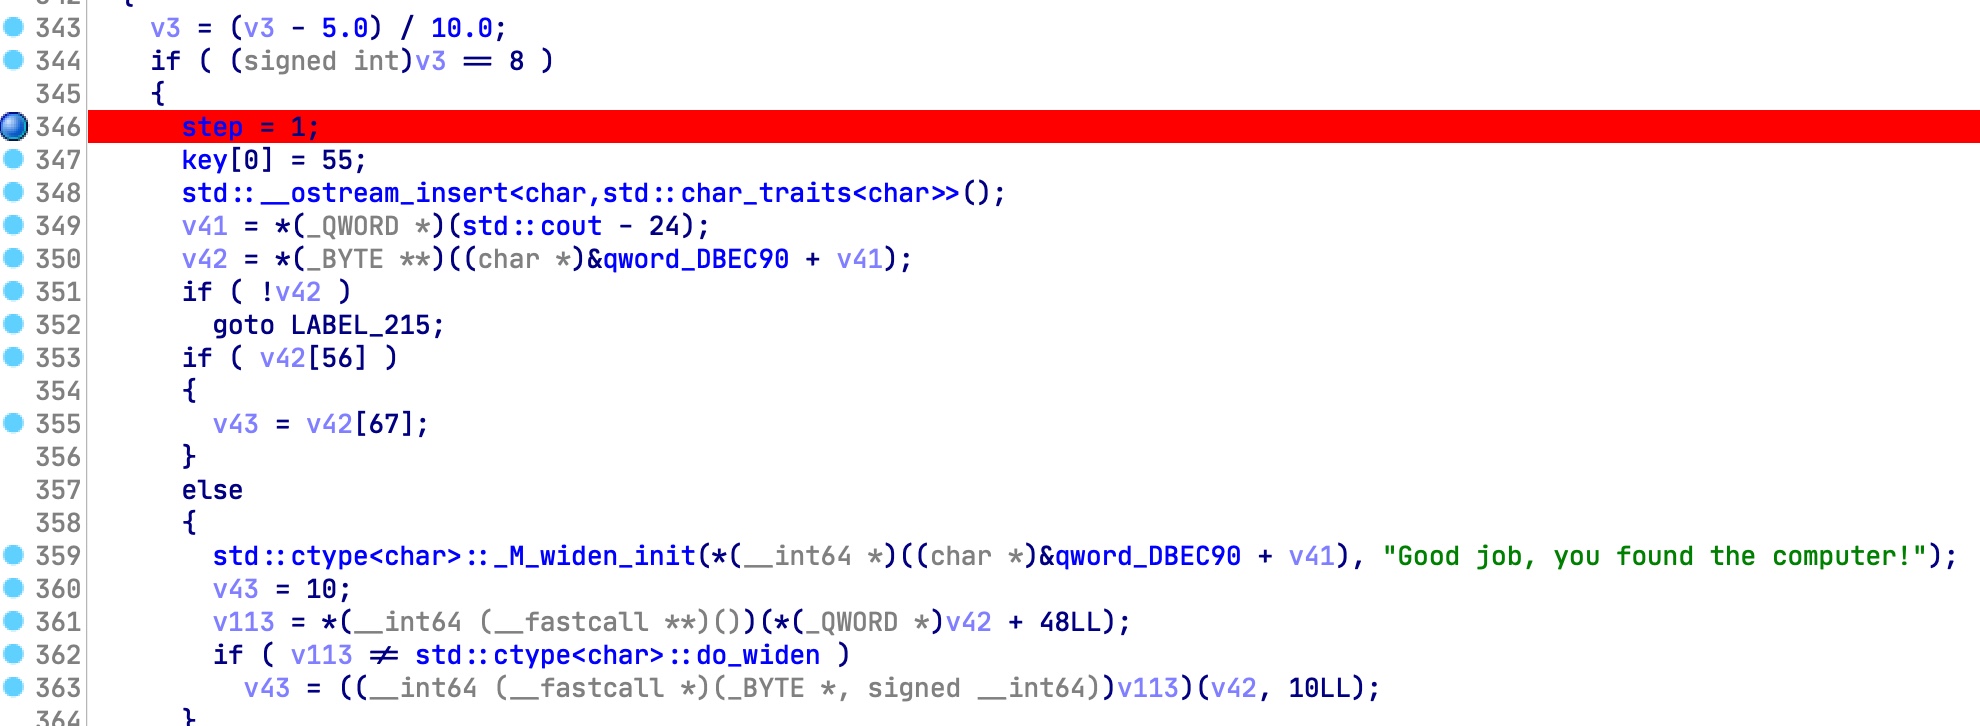 {
343 v3 = (v3 - 5.0) / 10.0;
344 if ( (signed int)v3 == 8 )
345 {
346 step = 1;
347 key[0] = 55;
348 std::__ostream_insert<char,std::char_traits<char>>();
349 v41 = *(_QWORD *)(std::cout - 24);
350 v42 = *(_BYTE **)((char *)&qword_DBEC90 + v41);
351 if ( !v42 )
352 goto LABEL_215;
353 if ( v42[56] )
354 {
355 v43 = v42[67];
356 }
357 else
358 {
359 std::ctype<char>::_M_widen_init(*(__int64 *)((char *)&qword_DBEC90 + v41), "Good job, you found the computer!");
360 v43 = 10;
361 v113 = *(__int64 (__fastcall **)())(*(_QWORD *)v42 + 48LL);
362 if ( v113 != std::ctype<char>::do_widen )
363 v43 = ((__int64 (__fastcall *)(_BYTE *, signed __int64))v113)(v42, 10LL);
364 }